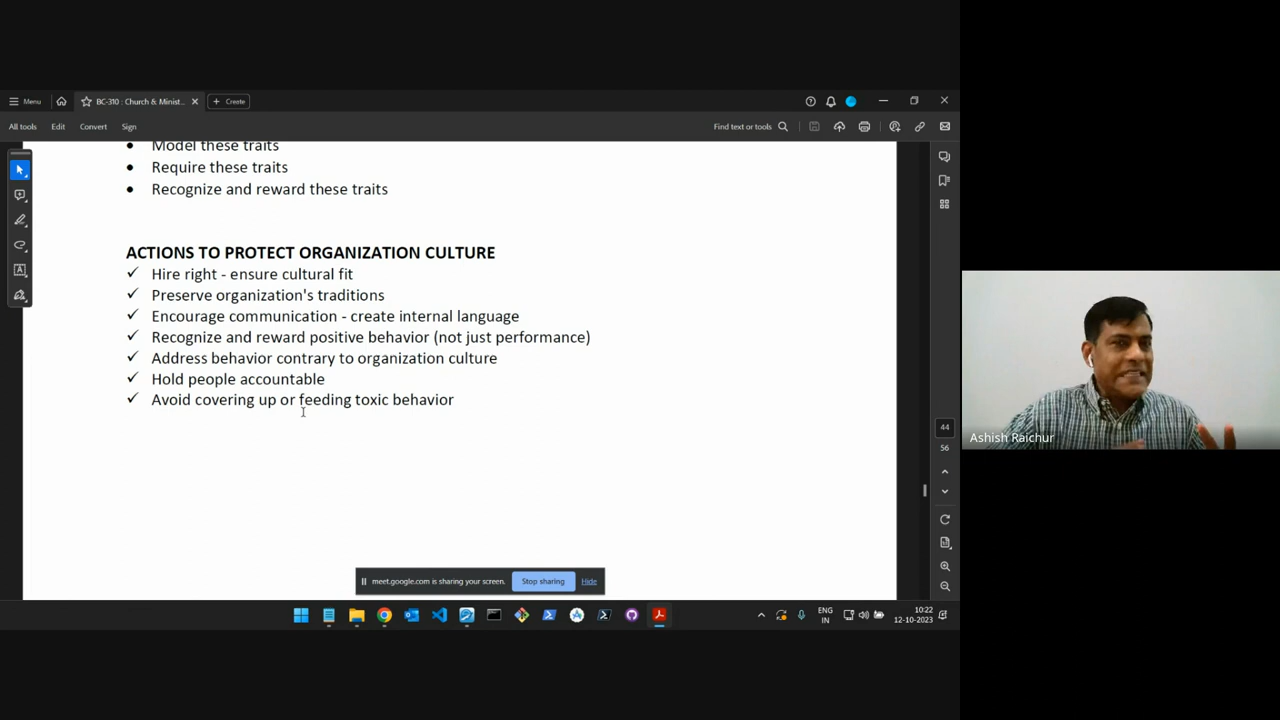 Menu
BC-310 : Church & Minist...
Create
All tools
Edit
Convert
Sign
Find text or tools
Model these traits
Require these traits
Recognize and reward these traits
ACTIONS TO PROTECT ORGANIZATION CULTURE
✓ Hire right - ensure cultural fit
✓ Preserve organization's traditions
✓ Encourage communication - create internal language
✓ Recognize and reward positive behavior (not just performance)
✓ Address behavior contrary to organization culture
✓ Hold people accountable
✓ Avoid covering up or feeding toxic behavior
44
56
Ashish Raichur
meet.google.com is sharing your screen.
Stop sharing
Hide
ENG
IN
10:22
12-10-2023